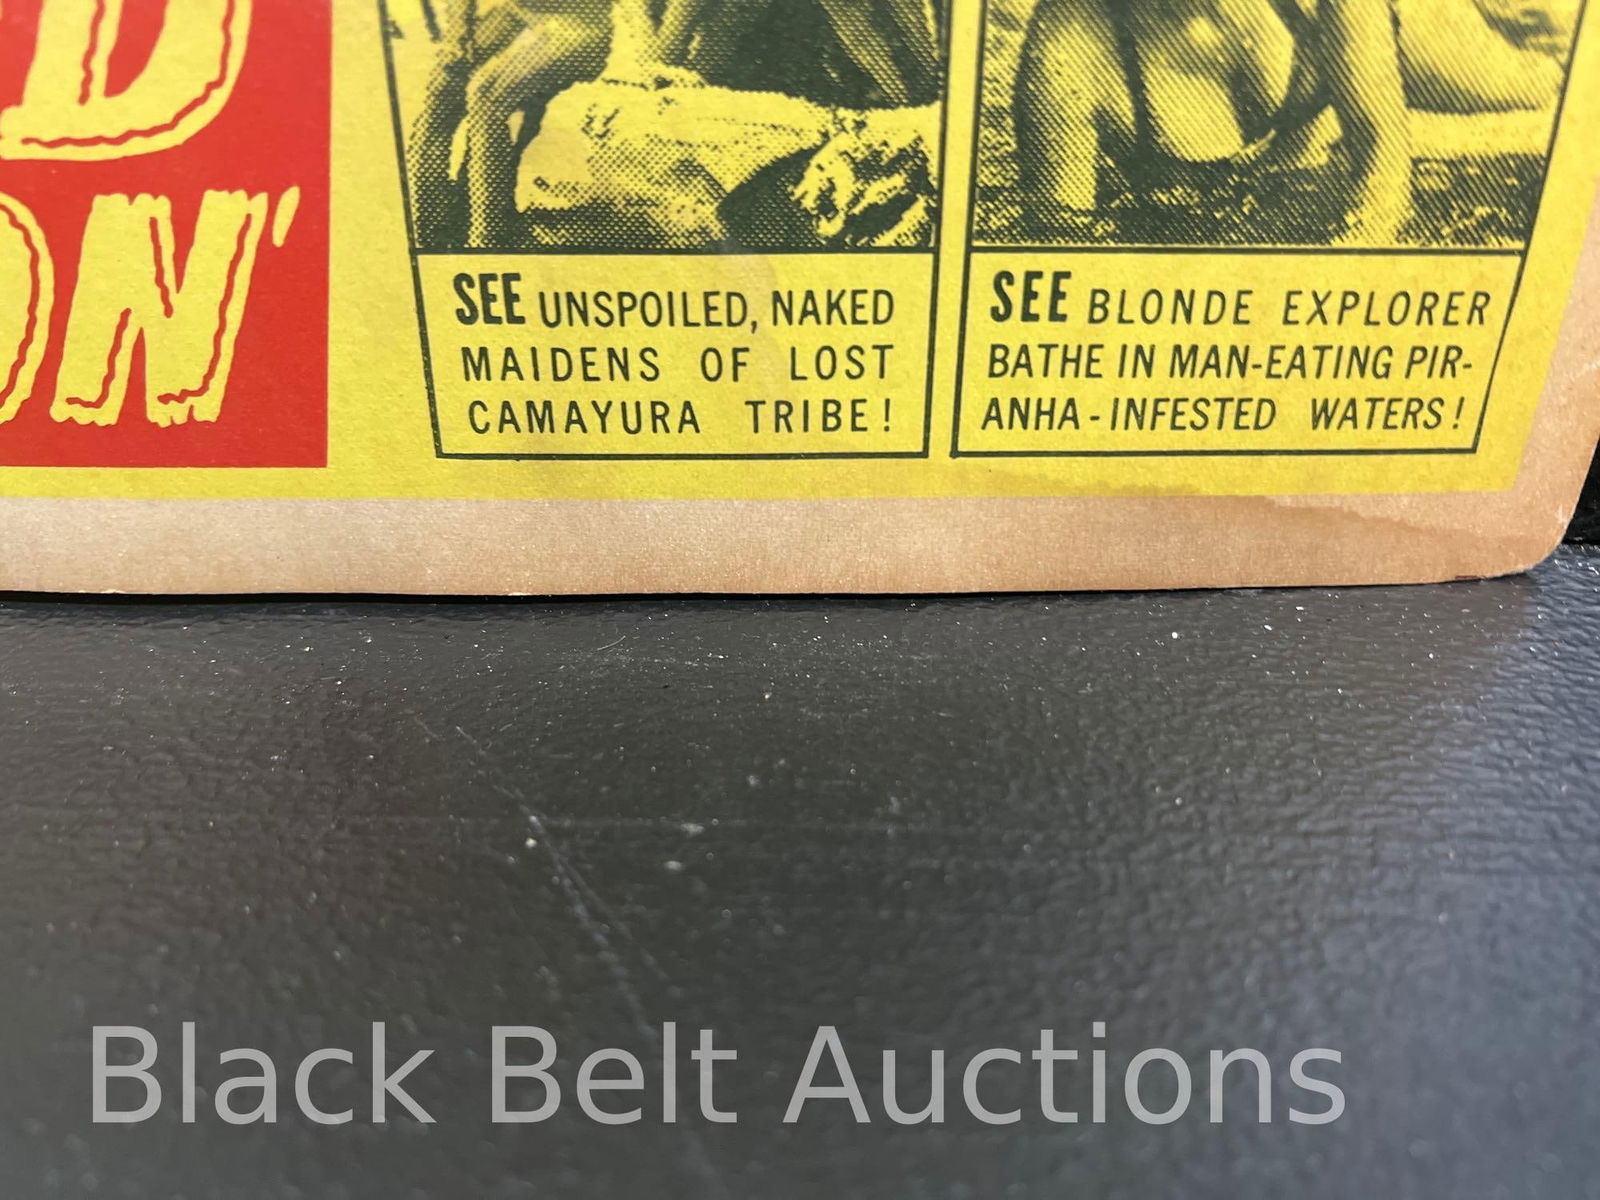 D
ON'
SEE UNSPOILED, NAKED
MAIDENS OF LOST
CAMAYURA TRIBE!
SEE BLONDE EXPLORER
BATHE IN MAN-EATING PIR-
ANHA-INFESTED WATERS!
Black Belt Auctions